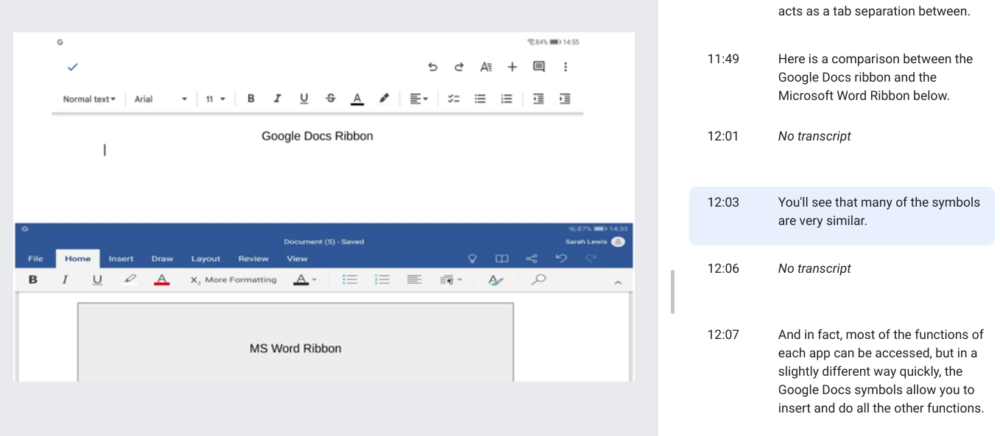 G 84% 14:55
Normal text Arial 11 B I U S A
Google Docs Ribbon
G 87% 14:33
Document (5) - Saved
Sarah Lewis
File Home Insert Draw Layout Review View
B I U A X₂ More Formatting A
MS Word Ribbon
acts as a tab separation between.
11:49 Here is a comparison between the
Google Docs ribbon and the
Microsoft Word Ribbon below.
12:01 No transcript
12:03 You'll see that many of the symbols
are very similar.
12:06 No transcript
12:07 And in fact, most of the functions of
each app can be accessed, but in a
slightly different way quickly, the
Google Docs symbols allow you to
insert and do all the other functions.